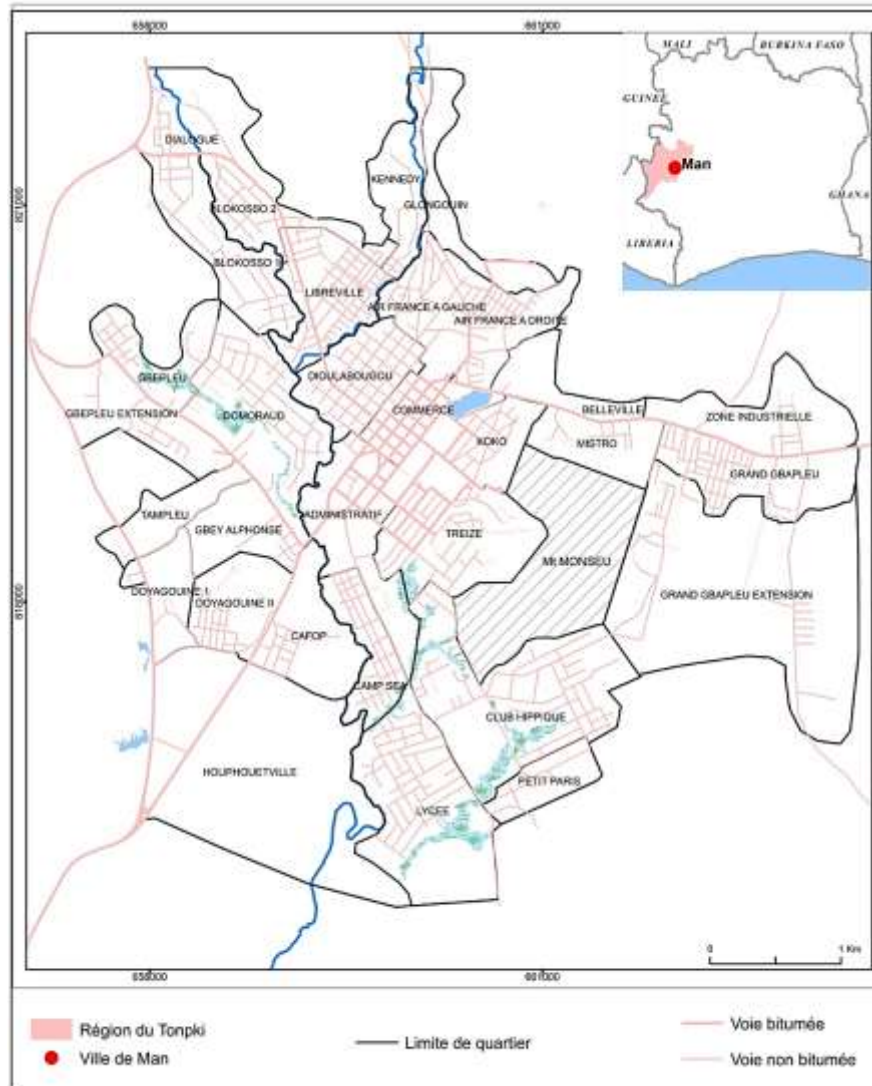 658000
661000
MALI
BURKINA FASO
GUINEE
Man
GHANA
LIBERIA
821000
818000
DIALOGUE
KENNEDY
BLOKOSSO 2
GLONGOUIN
BLOKOSSO 1
LIBREVILLE
AIR FRANCE A GAUCHE
AIR FRANCE A DROITE
DIOULABOUGOU
GBEPLEU
COMMERCE
BELLEVILLE
ZONE INDUSTRIELLE
GBEPLEU EXTENSION
DOMORAUD
KOKO
MISTRO
GRAND GBAPLEU
TAMPLEU
ADMINISTRATIF
GBEY ALPHONSE
TREIZE
Mt MONSEU
DOYAGOUINE 1
DOYAGOUINE II
GRAND GBAPLEU EXTENSION
CAFOP
CAMP SEA
CLUB HIPPIQUE
HOUPHOUETVILLE
PETIT PARIS
LYCEE
0 1 Km
658000
661000
Région du Tonpki
Ville de Man
Limite de quartier
Voie bitumée
Voie non bitumée